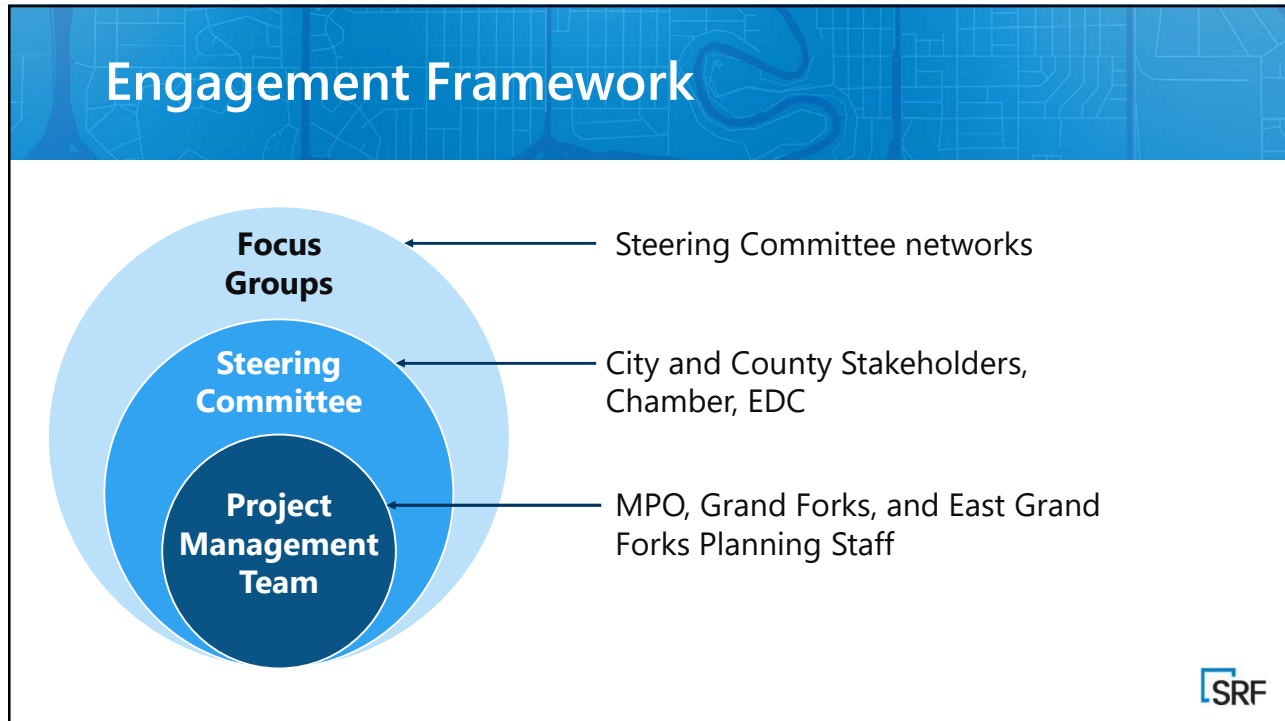 Engagement Framework
Focus
Groups
Steering Committee networks
Steering
Committee
City and County Stakeholders,
Chamber, EDC
Project
Management
Team
MPO, Grand Forks, and East Grand
Forks Planning Staff
SRF